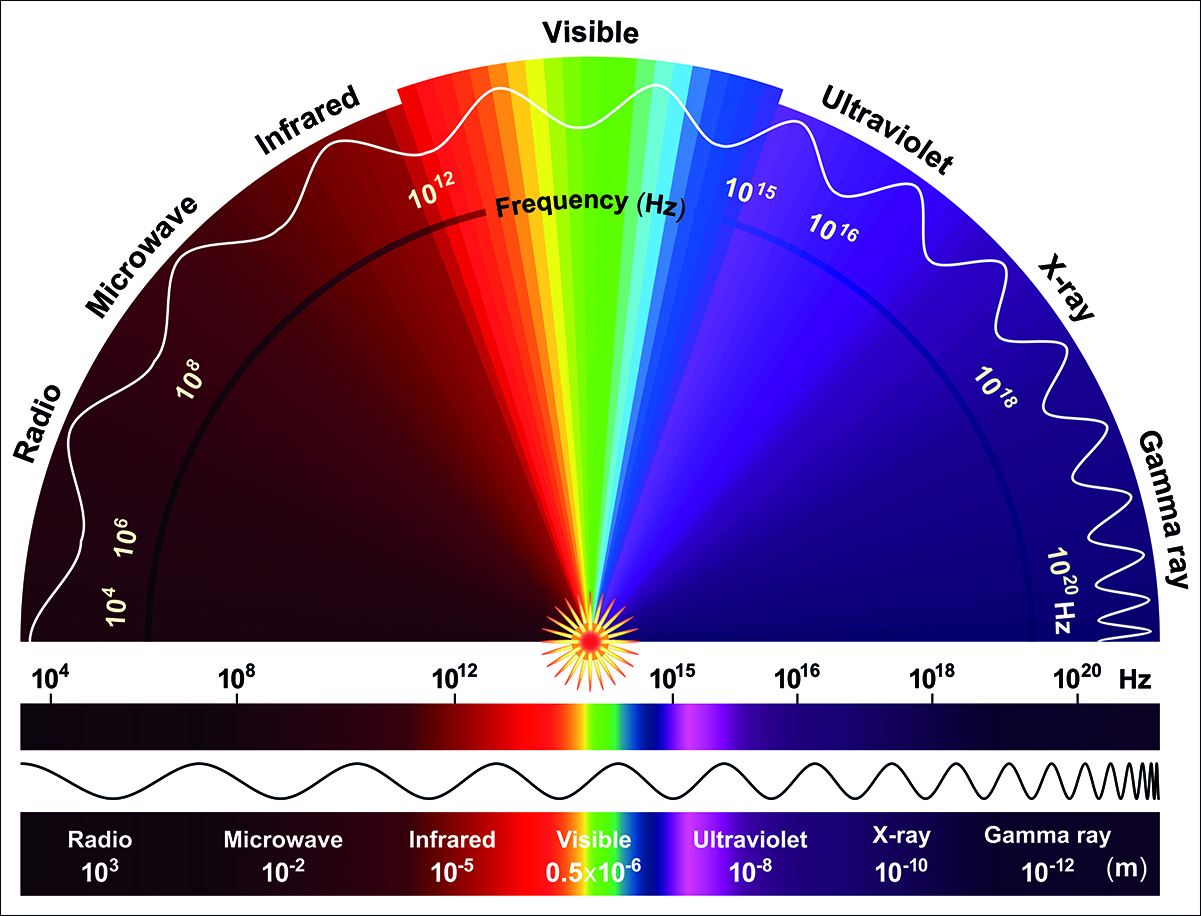 Visible
Infrared
Ultraviolet
Microwave
X-ray
Radio
Gamma ray
Frequency (Hz)
10¹²
10¹⁵
10¹⁶
10⁸
10¹⁸
10⁶
10⁴
10²⁰ Hz
10⁴ 10⁸ 10¹² 10¹⁵ 10¹⁶ 10¹⁸ 10²⁰ Hz
Radio Microwave Infrared Visible Ultraviolet X-ray Gamma ray
10³ 10⁻² 10⁻⁵ 0.5x10⁻⁶ 10⁻⁸ 10⁻¹⁰ 10⁻¹² (m)